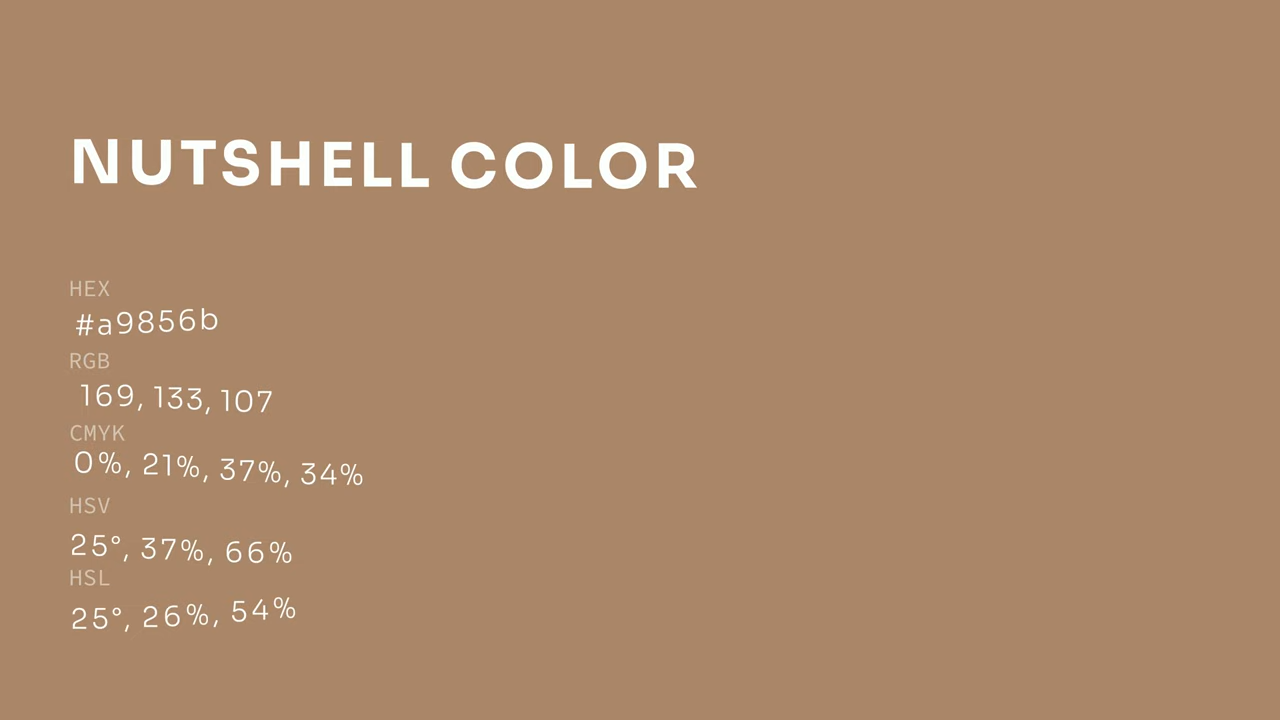 NUTSHELL COLOR
HEX
#a9856b
RGB
169, 133, 107
CMYK
0%, 21%, 37%, 34%
HSV
25°, 37%, 66%
HSL
25°, 26%, 54%